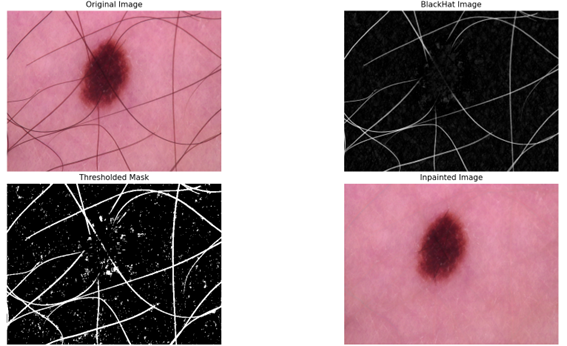 Original Image
BlackHat Image
Thresholded Mask
Inpainted Image